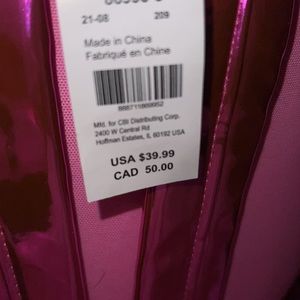 21-08 209
Made in China
Fabriqué en Chine
Mfd. for CBI Distributing Corp.
2400 W Central Rd
Hoffman Estates, IL 60192 USA
USA $39.99
CAD 50.00